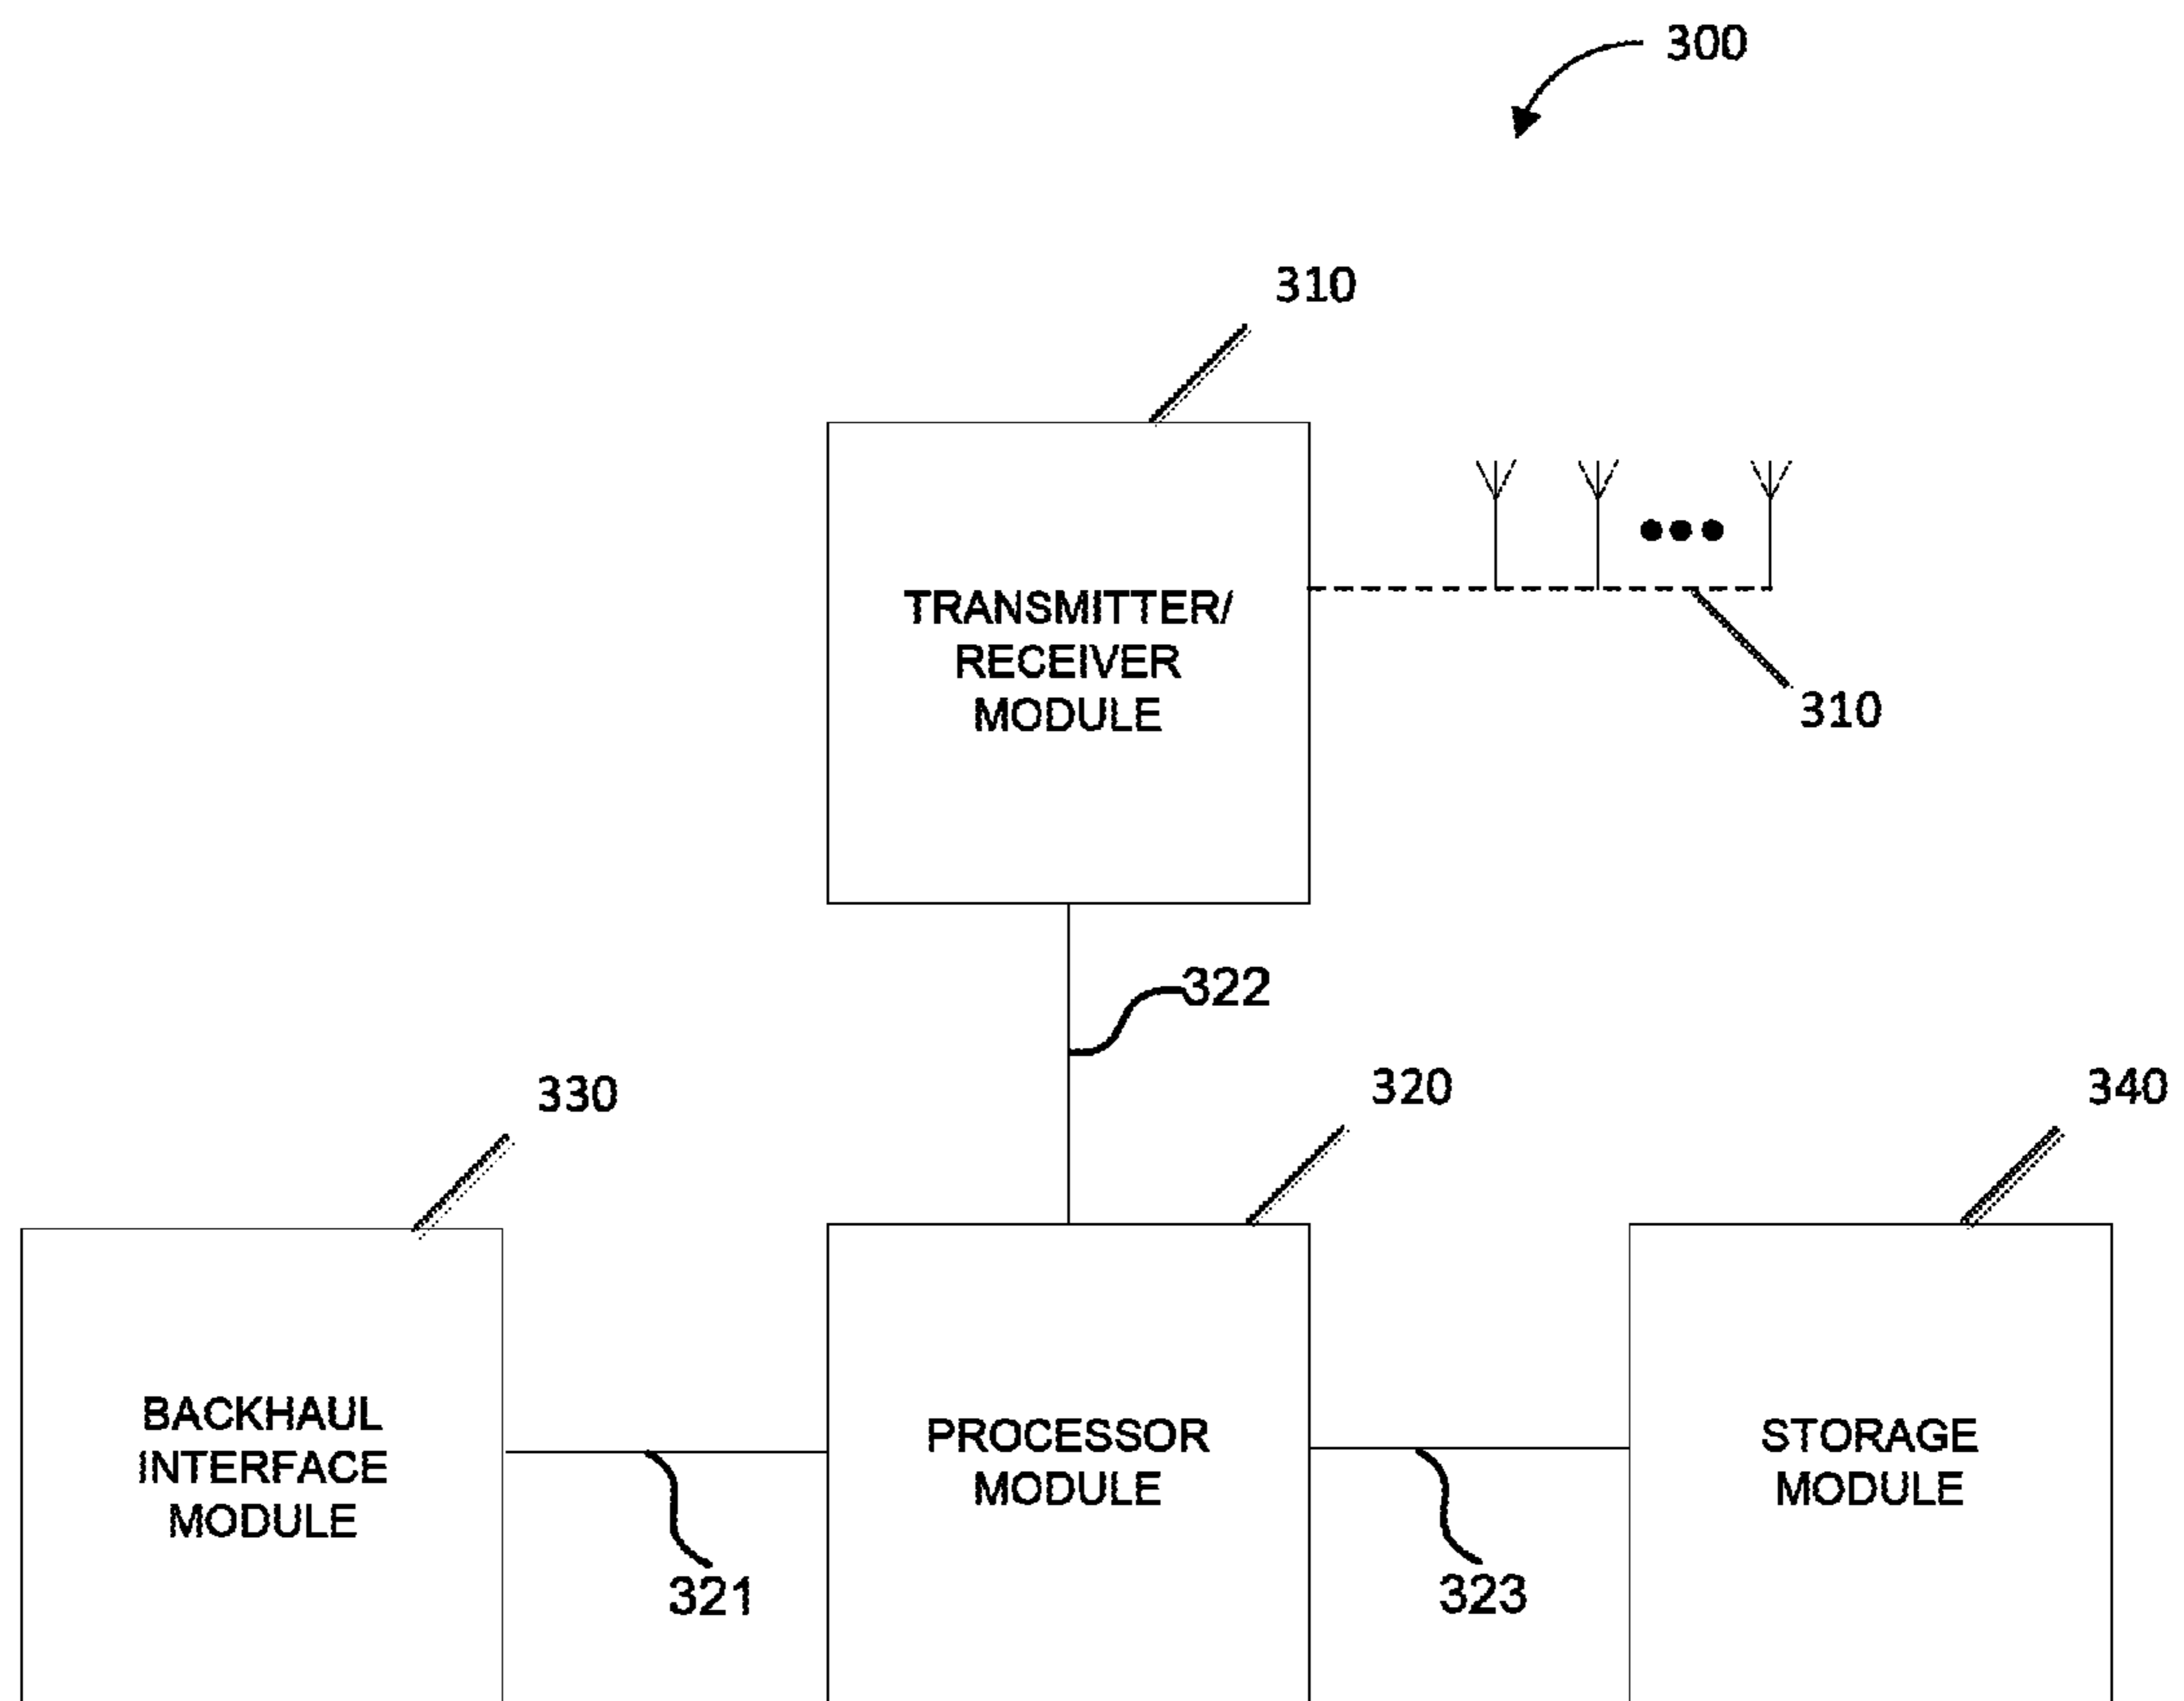 300
310
TRANSMITTER/
RECEIVER
MODULE
310
322
330
320
340
BACKHAUL
INTERFACE
MODULE
PROCESSOR
MODULE
STORAGE
MODULE
321
323